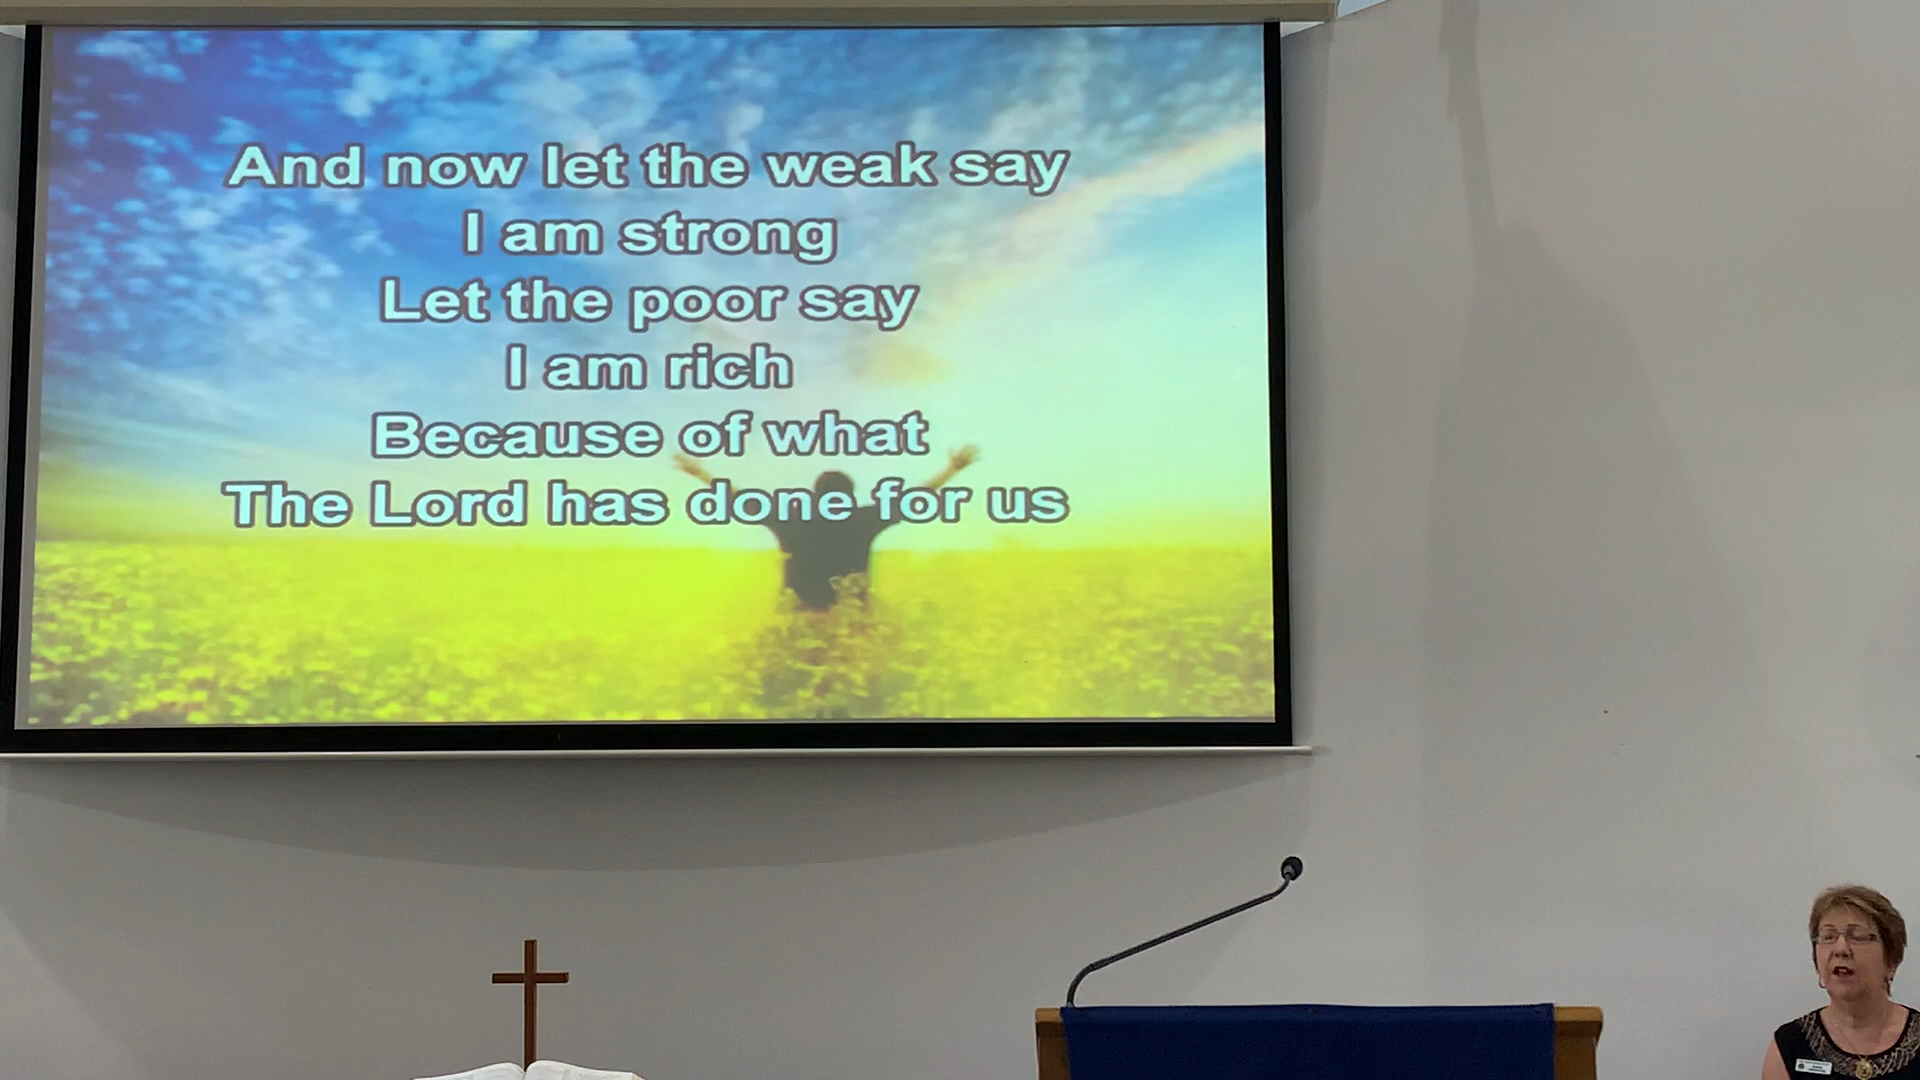 And now let the weak say
I am strong
Let the poor say
I am rich
Because of what
The Lord has done for us